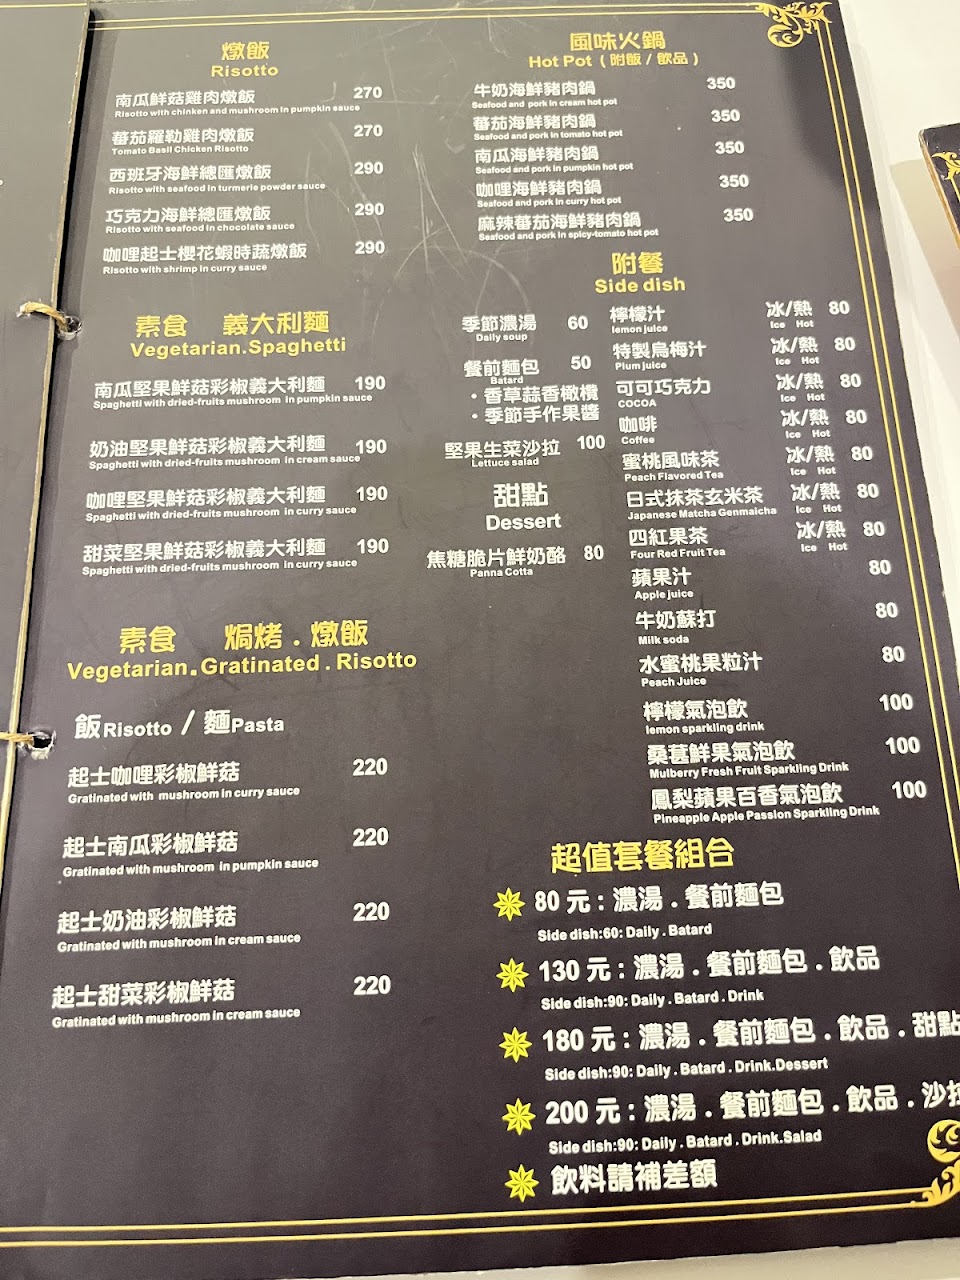 燉飯
Risotto
南瓜鮮菇雞肉燉飯 270
Risotto with chinken and mushroom in pumpkin sauce
蕃茄羅勒雞肉燉飯 270
Tomato Basil Chicken Risotto
西班牙海鮮總匯燉飯 290
Risotto with seafood in turmerie powder sauce
巧克力海鮮總匯燉飯 290
Risotto with seafood in chocolate sauce
咖哩起士櫻花蝦時蔬燉飯 290
Risotto with shrimp in curry sauce
素食 義大利麵
Vegetarian.Spaghetti
南瓜堅果鮮菇彩椒義大利麵 190
Spaghetti with dried-fruits mushroom in pumpkin sauce
奶油堅果鮮菇彩椒義大利麵 190
Spaghetti with dried-fruits mushroom in cream sauce
咖哩堅果鮮菇彩椒義大利麵 190
Spaghetti with dried-fruits mushroom in curry sauce
甜菜堅果鮮菇彩椒義大利麵 190
Spaghetti with dried-fruits mushroom in curry sauce
素食 焗烤.燉飯
Vegetarian.Gratinated.Risotto
飯Risotto / 麵Pasta
起士咖哩彩椒鮮菇 220
Gratinated with mushroom in curry sauce
起士南瓜彩椒鮮菇 220
Gratinated with mushroom in pumpkin sauce
起士奶油彩椒鮮菇 220
Gratinated with mushroom in cream sauce
起士甜菜彩椒鮮菇 220
Gratinated with mushroom in cream sauce
風味火鍋
Hot Pot (附飯/飲品)
牛奶海鮮豬肉鍋 350
Seafood and pork in cream hot pot
蕃茄海鮮豬肉鍋 350
Seafood and pork in tomato hot pot
南瓜海鮮豬肉鍋 350
Seafood and pork in pumpkin hot pot
咖哩海鮮豬肉鍋 350
Seafood and pork in curry hot pot
麻辣蕃茄海鮮豬肉鍋 350
Seafood and pork in spicy-tomato hot pot
附餐
Side dish
季節濃湯 60
Daily soup
餐前麵包 50
Batard
・香草蒜香橄欖
・季節手作果醬
堅果生菜沙拉 100
Lettuce salad
甜點
Dessert
焦糖脆片鮮奶酪 80
Panna Cotta
檸檬汁 冰/熱 80
lemon juice Ice Hot
特製烏梅汁 冰/熱 80
Plum juice Ice Hot
可可巧克力 冰/熱 80
COCOA Ice Hot
咖啡 冰/熱 80
Coffee Ice Hot
蜜桃風味茶 冰/熱 80
Peach Flavored Tea Ice Hot
日式抹茶玄米茶 冰/熱 80
Japanese Matcha Genmaicha Ice Hot
四紅果茶 冰/熱 80
Four Red Fruit Tea Ice Hot
蘋果汁 80
Apple juice
牛奶蘇打 80
Milk soda
水蜜桃果粒汁 80
Peach Juice
檸檬氣泡飲 100
lemon sparkling drink
桑葚鮮果氣泡飲 100
Mulberry Fresh Fruit Sparkling Drink
鳳梨蘋果百香氣泡飲 100
Pineapple Apple Passion Sparkling Drink
超值套餐組合
80 元:濃湯.餐前麵包
Side dish:60: Daily . Batard
130 元:濃湯.餐前麵包.飲品
Side dish:90: Daily . Batard . Drink
180 元:濃湯.餐前麵包.飲品.甜點
Side dish:90: Daily . Batard . Drink.Dessert
200 元:濃湯.餐前麵包.飲品.沙拉
Side dish:90: Daily . Batard . Drink.Salad
飲料請補差額